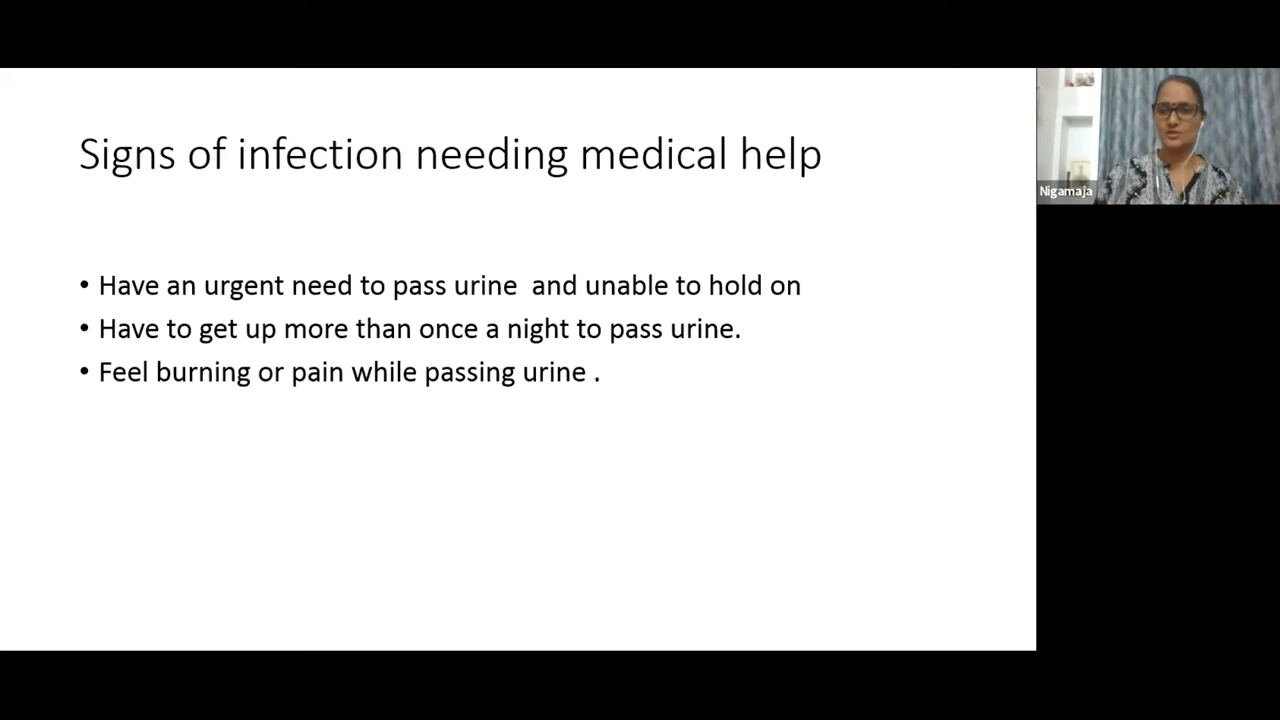 Signs of infection needing medical help
• Have an urgent need to pass urine  and unable to hold on
• Have to get up more than once a night to pass urine.
• Feel burning or pain while passing urine .
Nigamaja